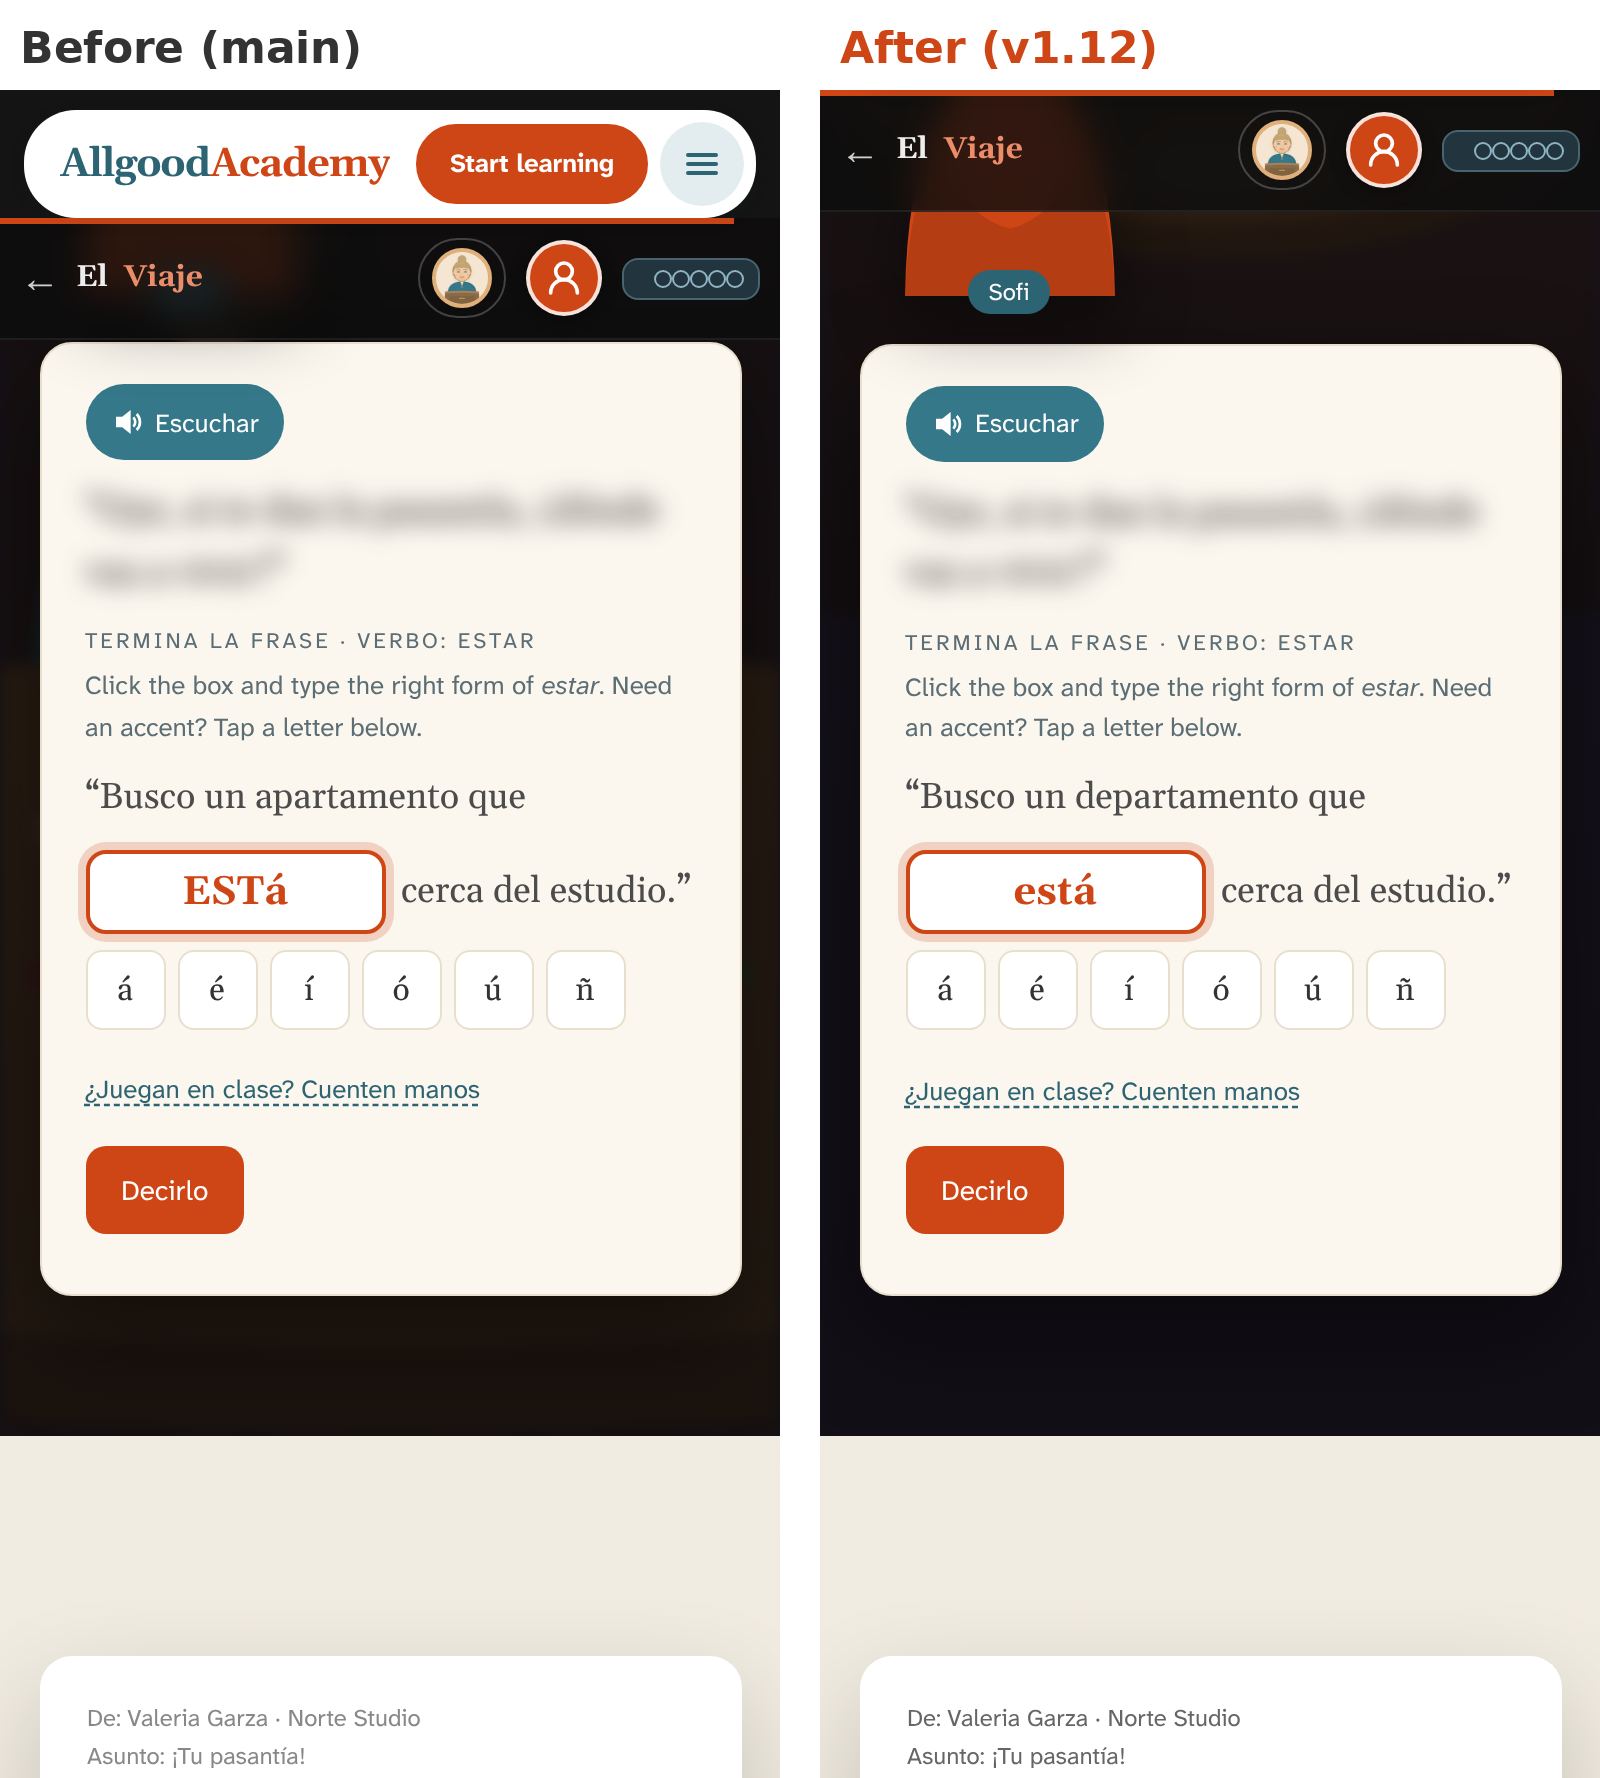 Before (main)
AllgoodAcademy
Start learning
← El Viaje
Escuchar
TERMINA LA FRASE · VERBO: ESTAR
Click the box and type the right form of estar. Need
an accent? Tap a letter below.
“Busco un apartamento que
ESTá cerca del estudio.”
á é í ó ú ñ
¿Juegan en clase? Cuenten manos
Decirlo
De: Valeria Garza · Norte Studio
Asunto: ¡Tu pasantía!
After (v1.12)
← El Viaje
Sofi
Escuchar
TERMINA LA FRASE · VERBO: ESTAR
Click the box and type the right form of estar. Need
an accent? Tap a letter below.
“Busco un departamento que
está cerca del estudio.”
á é í ó ú ñ
¿Juegan en clase? Cuenten manos
Decirlo
De: Valeria Garza · Norte Studio
Asunto: ¡Tu pasantía!